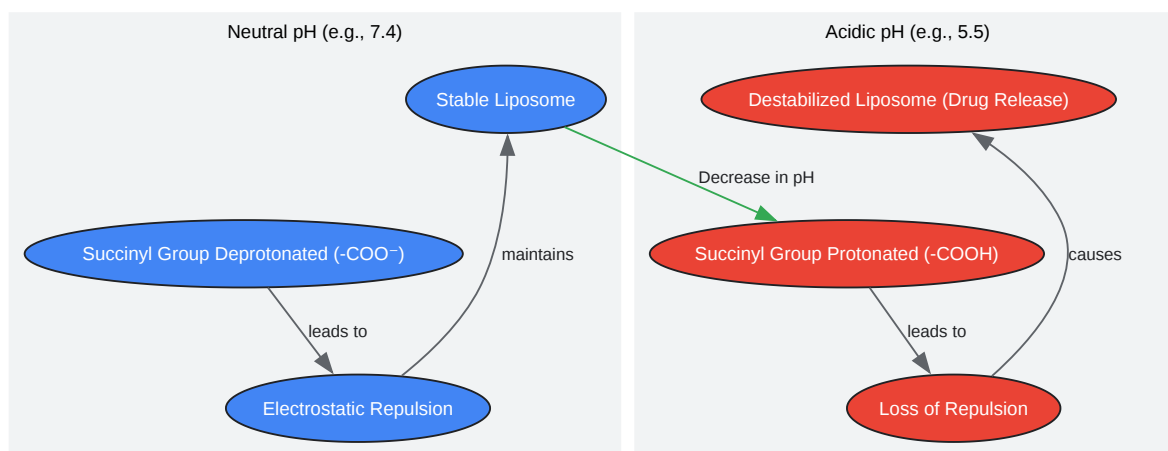 Neutral pH (e.g., 7.4)
Stable Liposome
Succinyl Group Deprotonated (-COO⁻)
maintains
leads to
Electrostatic Repulsion
Decrease in pH
Acidic pH (e.g., 5.5)
Destabilized Liposome (Drug Release)
Succinyl Group Protonated (-COOH)
causes
leads to
Loss of Repulsion